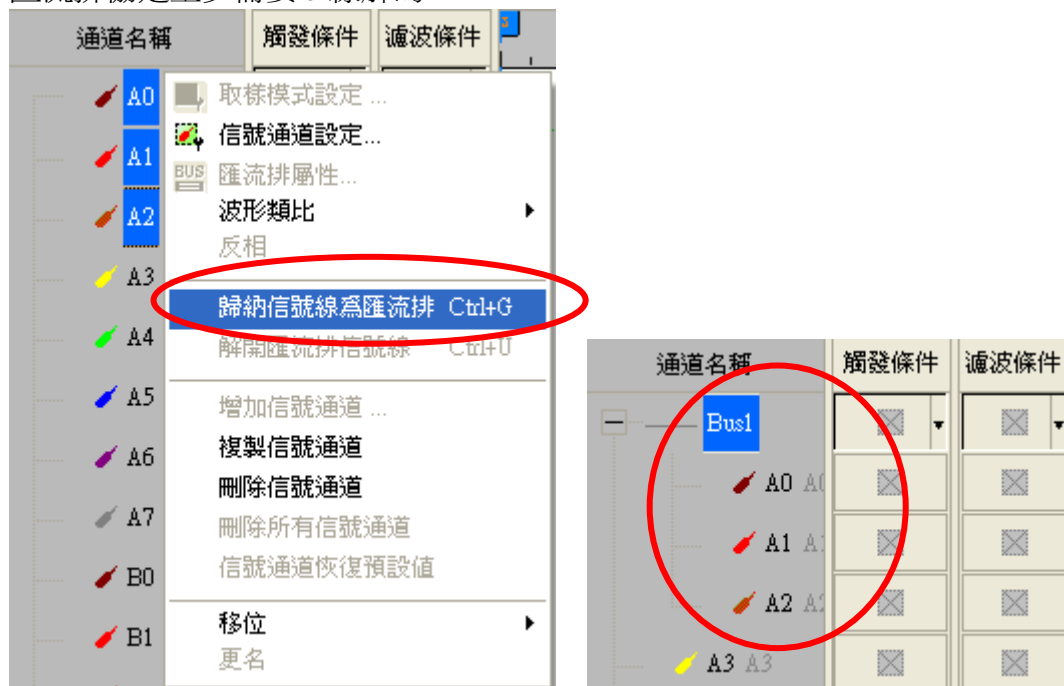 通道名稱 觸發條件 濾波條件
A0
A1
A2
A3
A4
A5
A6
A7
B0
B1
取樣模式設定 ...
信號通道設定...
BUS 匯流排屬性...
波形類比
反相
歸納信號線為匯流排 Ctrl+G
解開匯流排信號線 Ctrl+U
增加信號通道 ...
複製信號通道
刪除信號通道
刪除所有信號通道
信號通道恢復預設值
移位
更名
通道名稱 觸發條件 濾波條件
Bus1
A0 A0
A1 A1
A2 A2
A3 A3